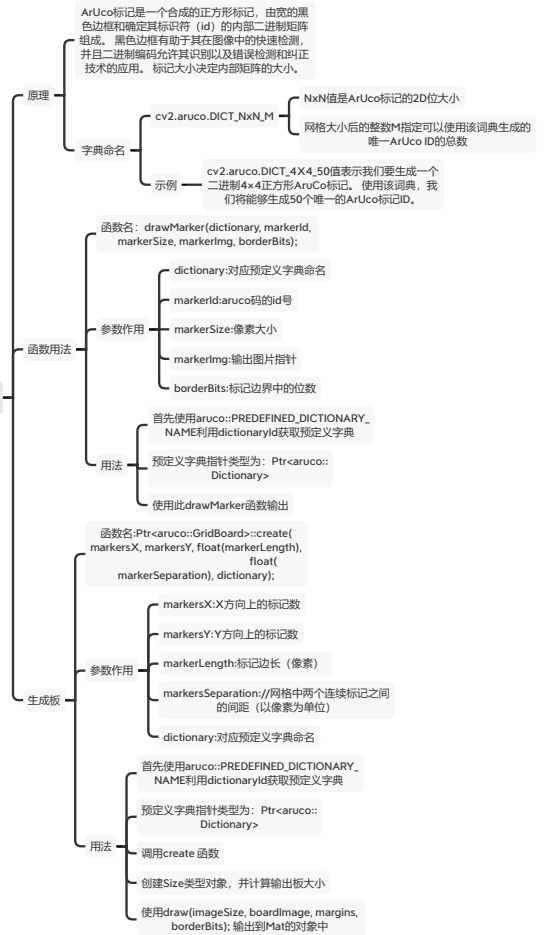 ArUco标记是一个合成的正方形标记，由宽的黑
色边框和确定其标识符（id）的内部二进制矩阵
组成。 黑色边框有助于其在图像中的快速检测，
并且二进制编码允许其识别以及错误检测和纠正
技术的应用。 标记大小决定内部矩阵的大小。
原理
cv2.aruco.DICT_NxN_M
NxN值是ArUco标记的2D位大小
网格大小后的整数M指定可以使用该词典生成的
唯一ArUco ID的总数
字典命名
示例
cv2.aruco.DICT_4X4_50值表示我们要生成一个
二进制4×4正方形AruCo标记。 使用该词典，我
们将能够生成50个唯一的ArUco标记ID。
函数名：drawMarker(dictionary, markerId,
markerSize, markerImg, borderBits);
函数用法
参数作用
dictionary:对应预定义字典命名
markerId:aruco码的id号
markerSize:像素大小
markerImg:输出图片指针
borderBits:标记边界中的位数
用法
首先使用aruco::PREDEFINED_DICTIONARY_
NAME利用dictionaryId获取预定义字典
预定义字典指针类型为：Ptr<aruco::
Dictionary>
使用此drawMarker函数输出
函数名:Ptr<aruco::GridBoard>::create(
markersX, markersY, float(markerLength),
float(
markerSeparation), dictionary);
生成板
参数作用
markersX:X方向上的标记数
markersY:Y方向上的标记数
markerLength:标记边长（像素）
markersSeparation://网格中两个连续标记之间
的间距（以像素为单位）
dictionary:对应预定义字典命名
用法
首先使用aruco::PREDEFINED_DICTIONARY_
NAME利用dictionaryId获取预定义字典
预定义字典指针类型为：Ptr<aruco::
Dictionary>
调用create 函数
创建Size类型对象，并计算输出板大小
使用draw(imageSize, boardImage, margins,
borderBits); 输出到Mat的对象中